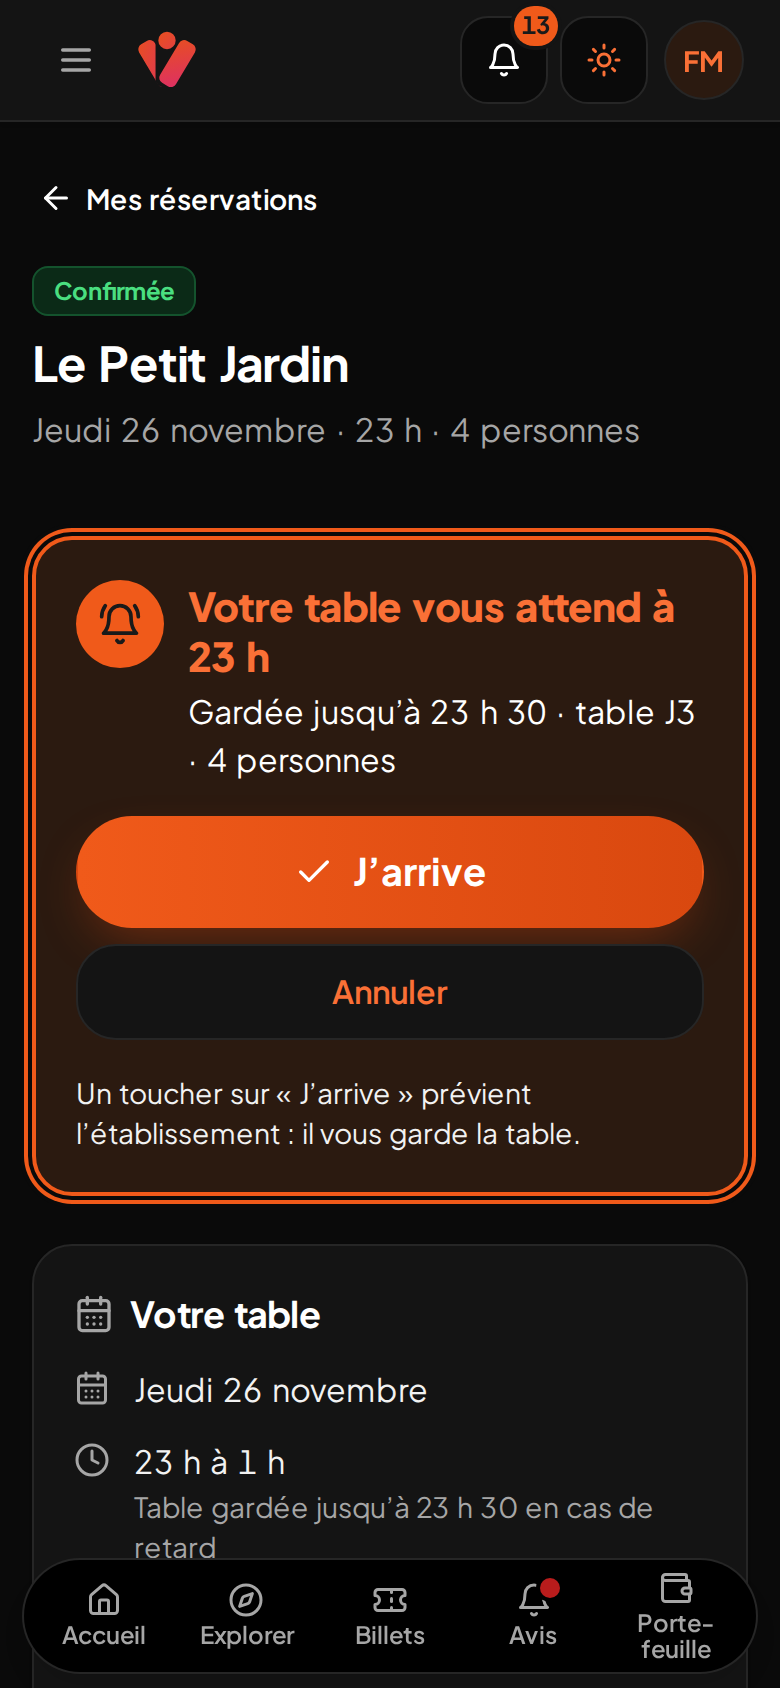 13
FM
Mes réservations
Confirmée
Le Petit Jardin
Jeudi 26 novembre · 23 h · 4 personnes
Votre table vous attend à
23 h
Gardée jusqu’à 23 h 30 · table J3
· 4 personnes
J’arrive
Annuler
Un toucher sur « J’arrive » prévient
l’établissement : il vous garde la table.
Votre table
Jeudi 26 novembre
23 h à 1 h
Table gardée jusqu’à 23 h 30 en cas de
retard
Accueil
Explorer
Billets
Avis
Porte-
feuille